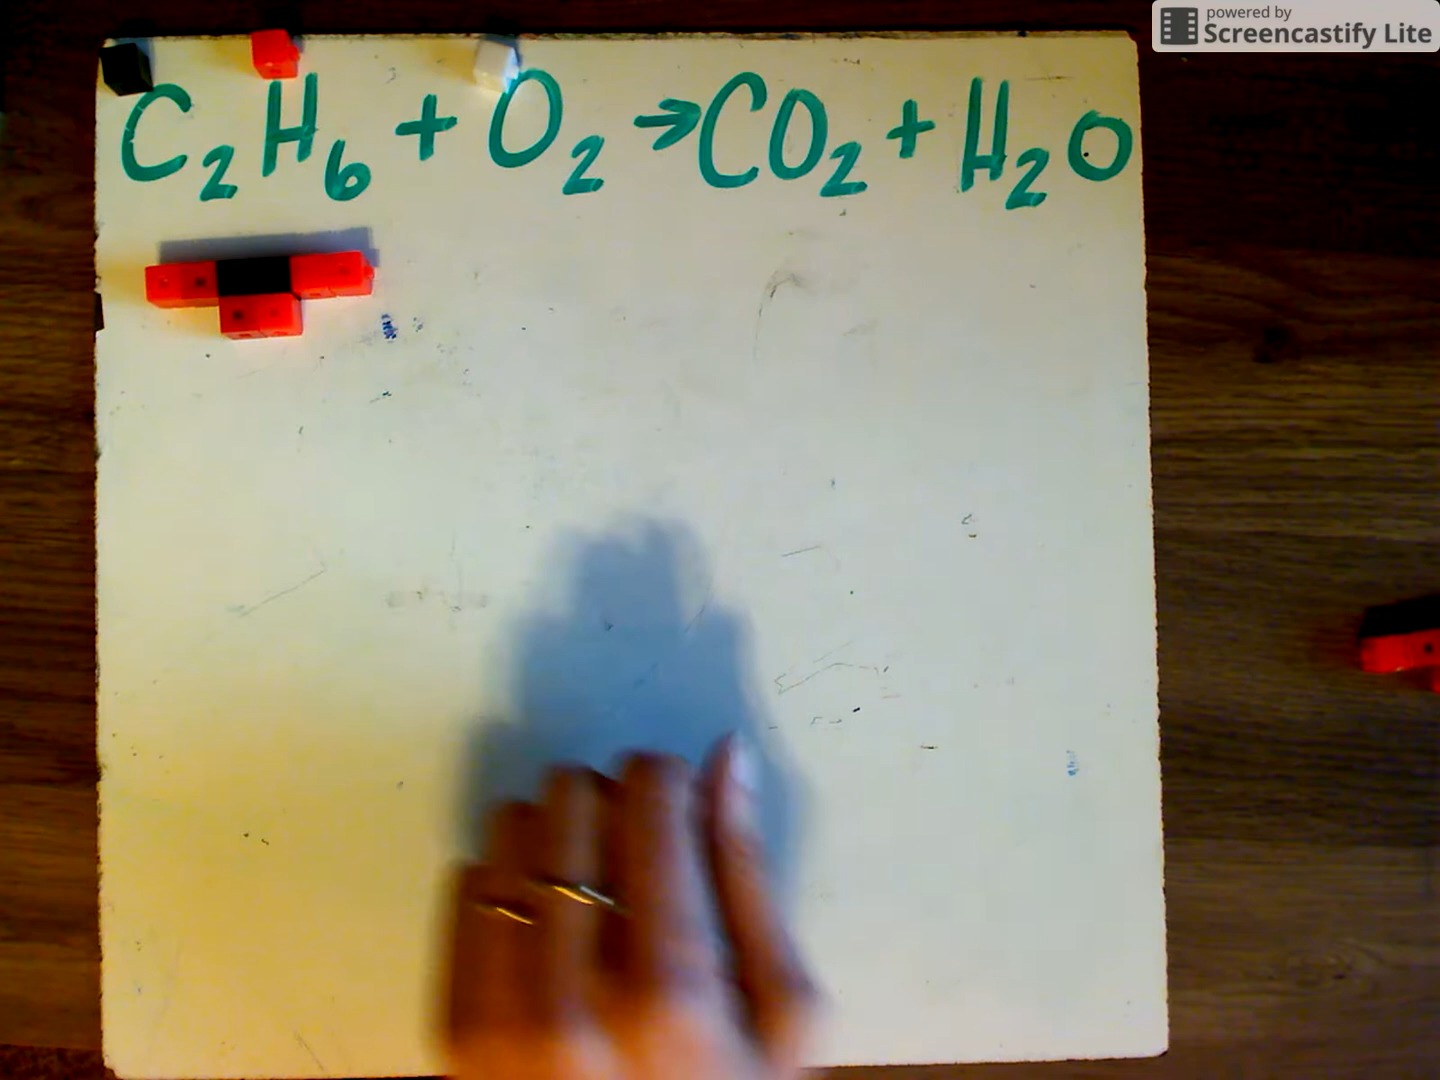 powered by
Screencastify Lite
C₂H₆ + O₂ → CO₂ + H₂O